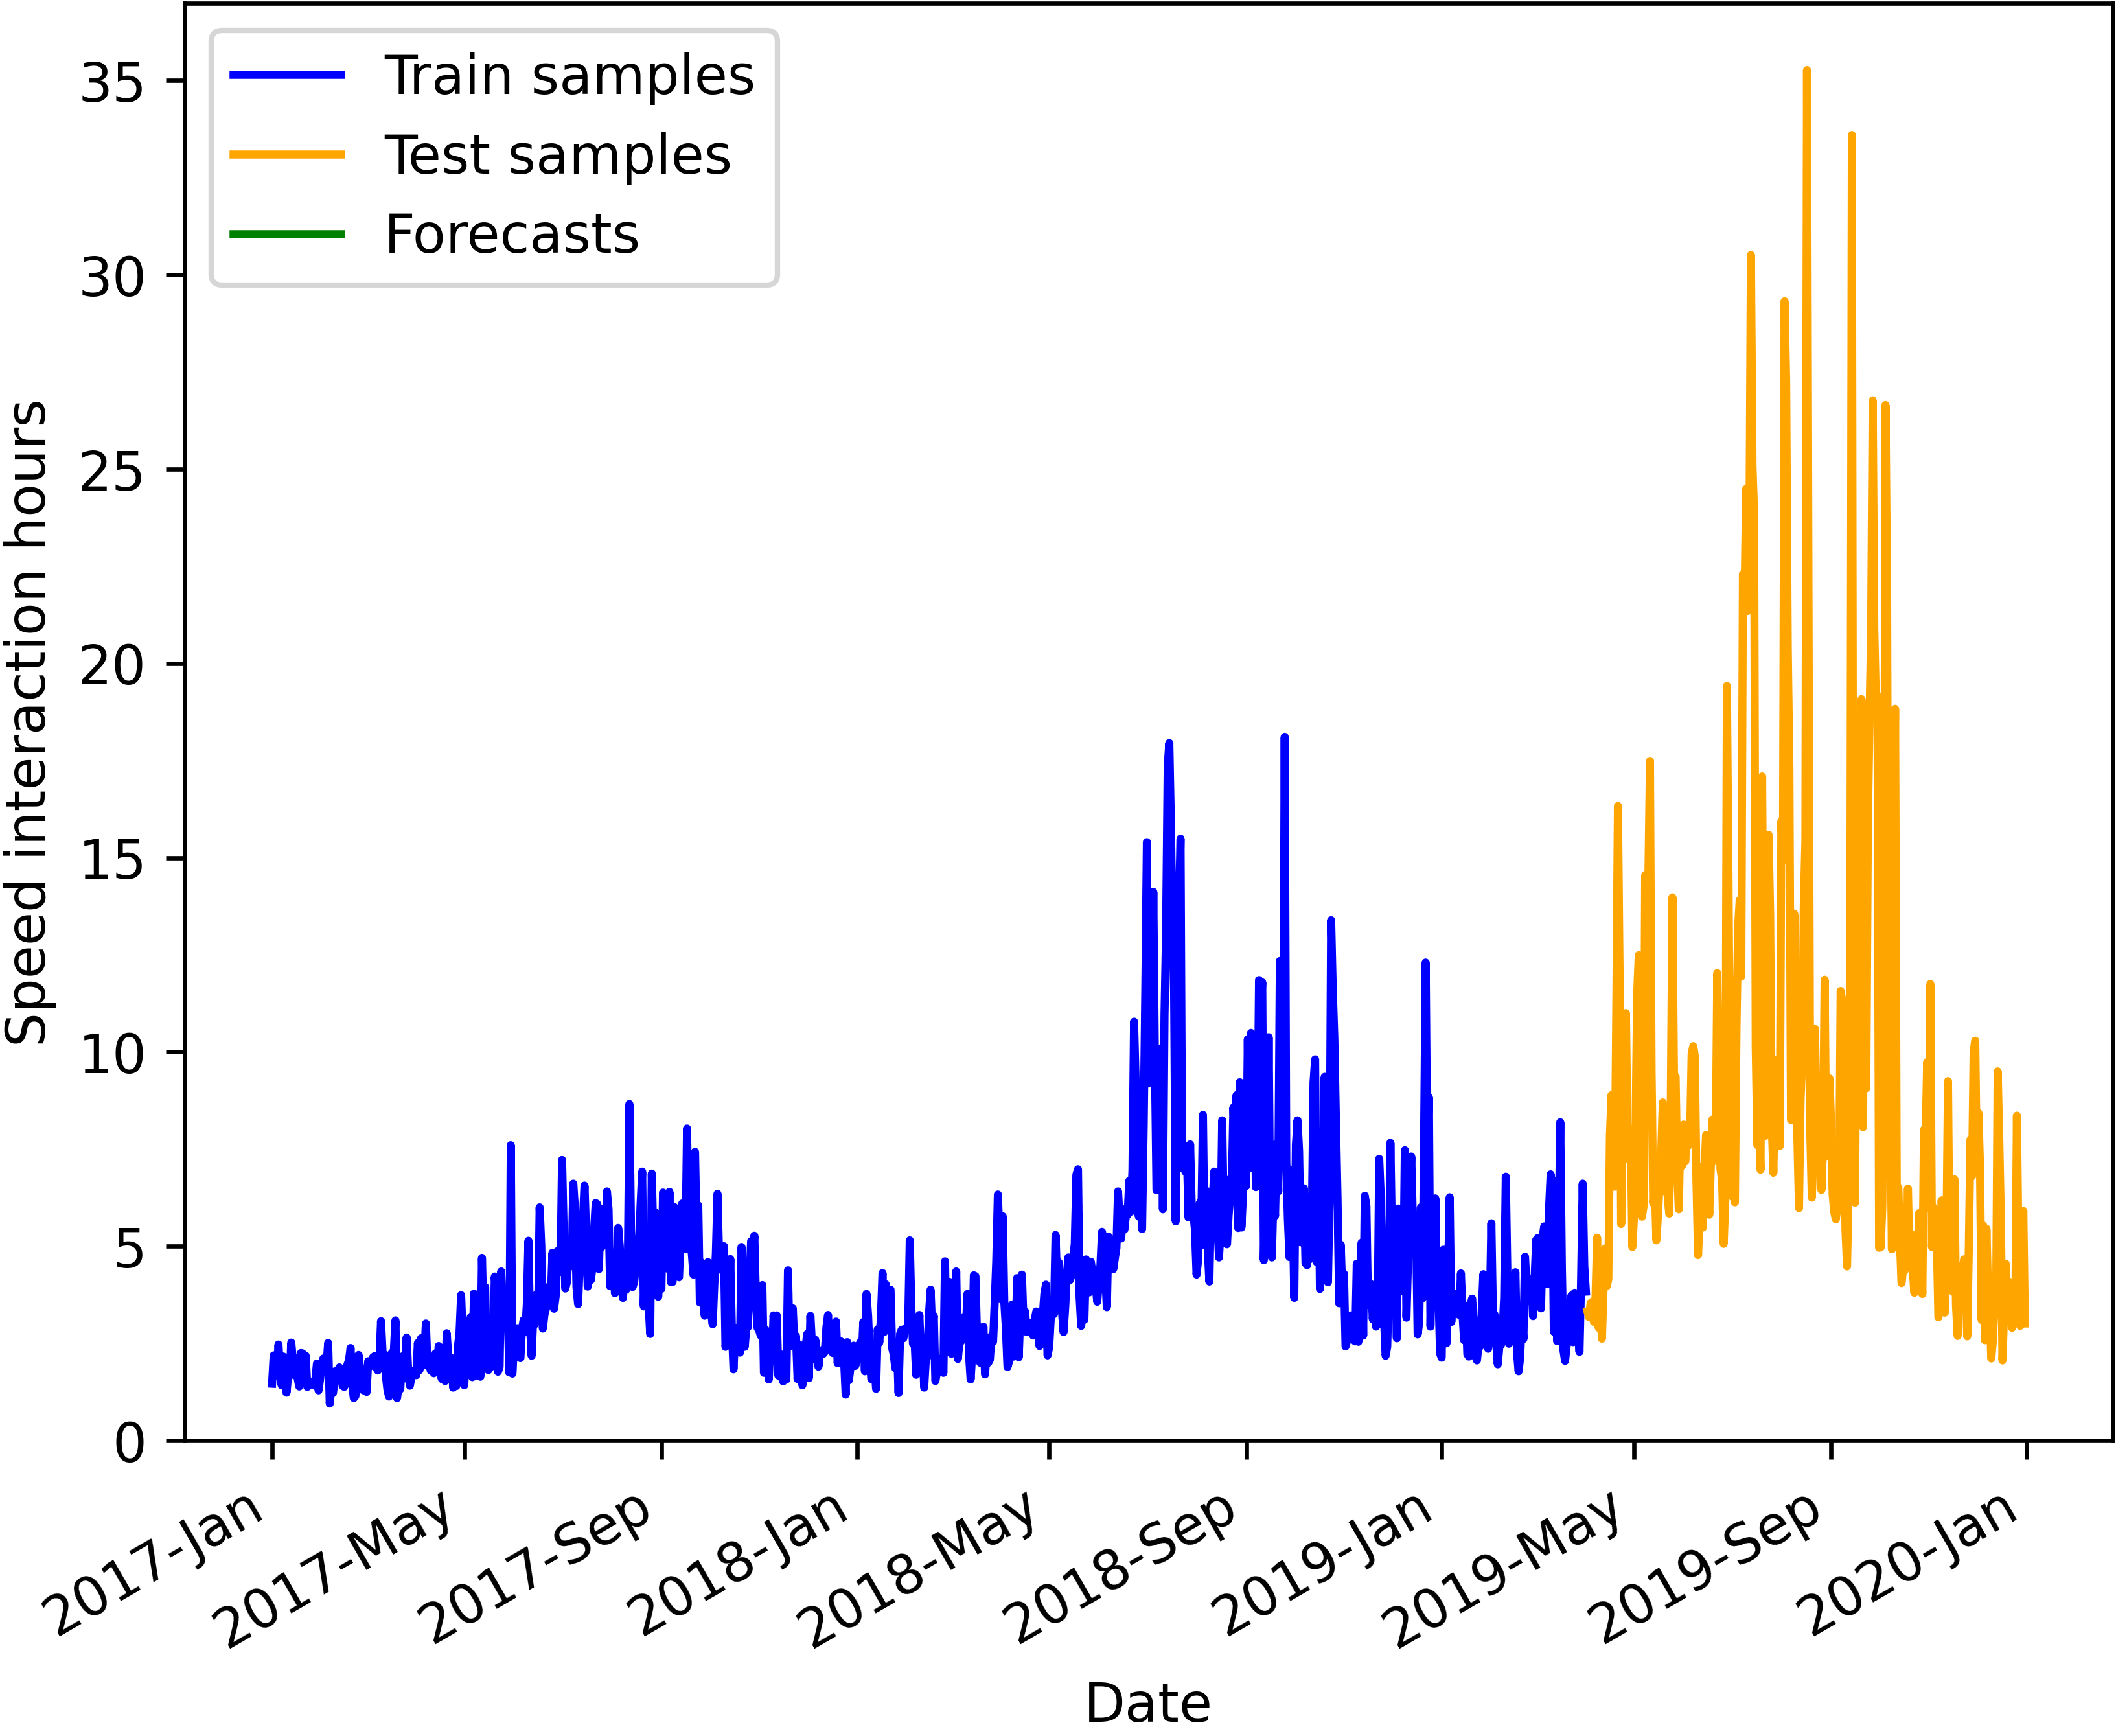 Train samples
Test samples
Forecasts
35
30
25
20
15
10
5
0
Speed interaction hours
2017-Jan
2017-May
2017-Sep
2018-Jan
2018-May
2018-Sep
2019-Jan
2019-May
2019-Sep
2020-Jan
Date